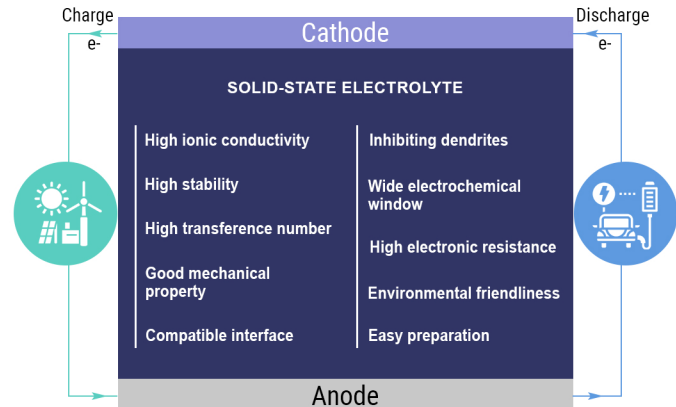 Charge
e-
Cathode
Discharge
e-
SOLID-STATE ELECTROLYTE
High ionic conductivity
High stability
High transference number
Good mechanical
property
Compatible interface
Inhibiting dendrites
Wide electrochemical
window
High electronic resistance
Environmental friendliness
Easy preparation
Anode